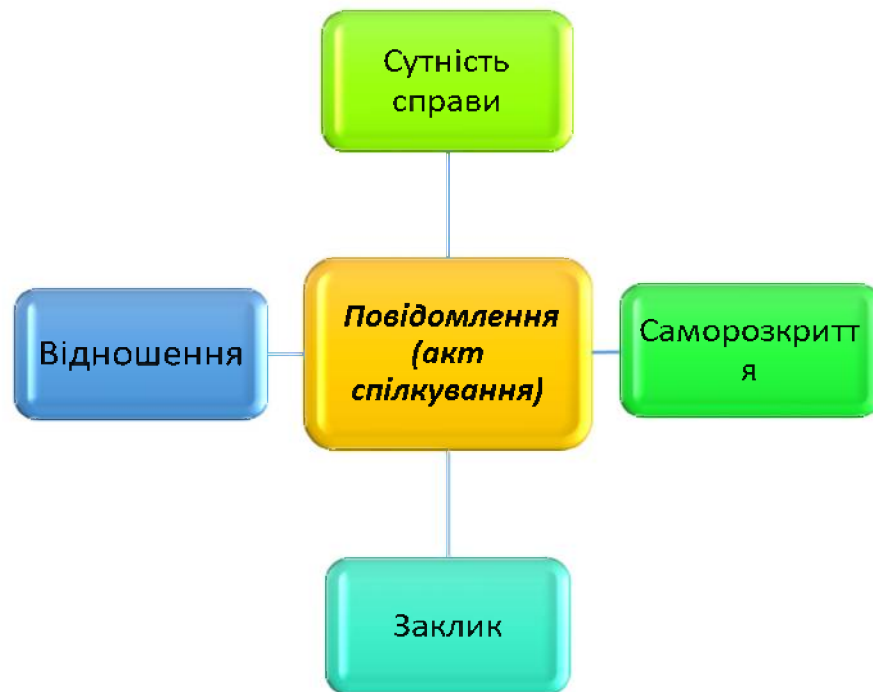 Сутність
справи
Відношення
Повідомлення
(акт
спілкування)
Саморозкритт
я
Заклик